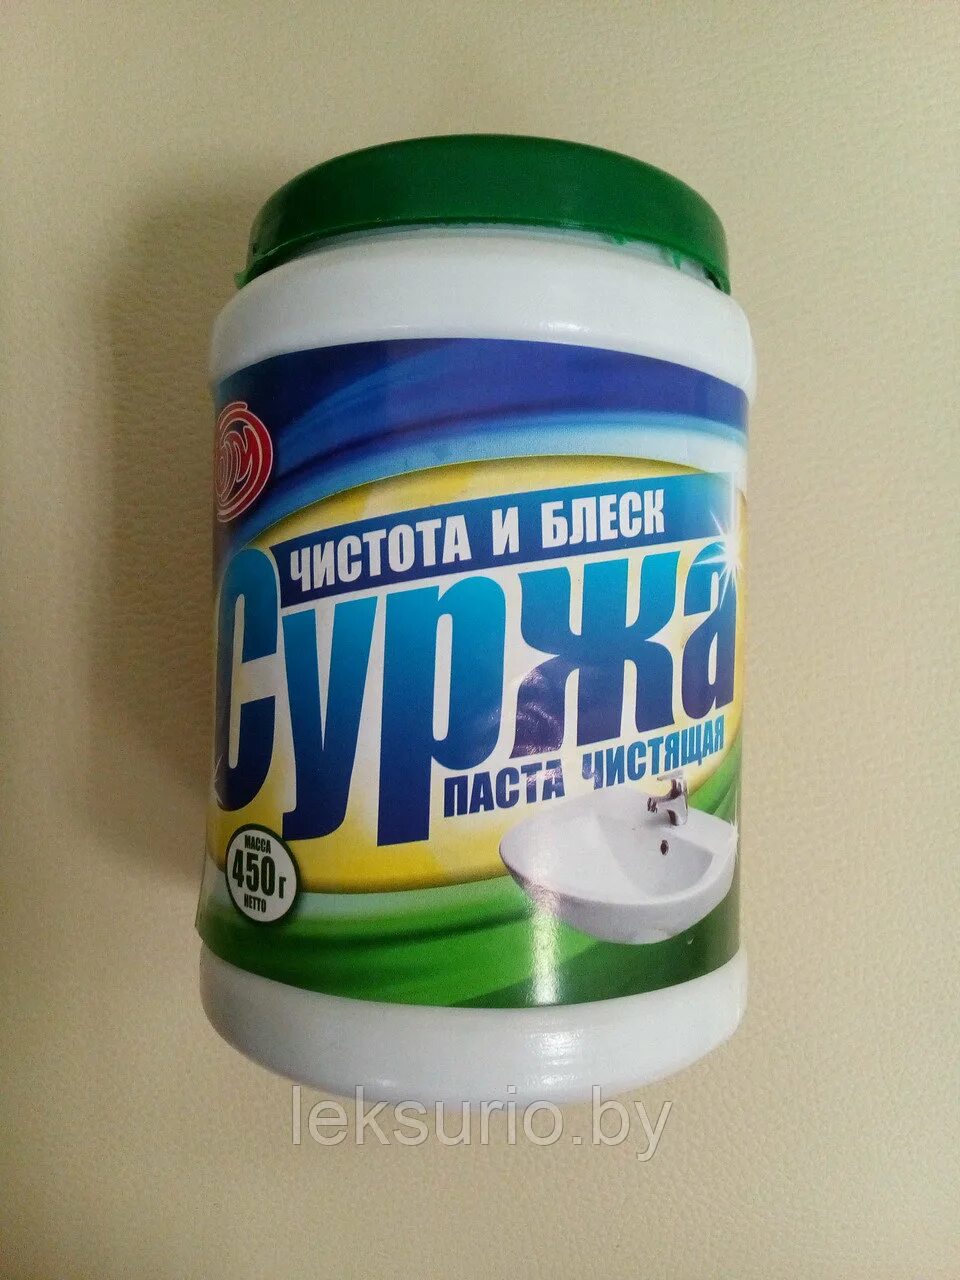 ЧИСТОТА И БЛЕСК
Суржа
ПАСТА ЧИСТЯЩАЯ
МАССА
450 г
НЕТТО
leksurio.by